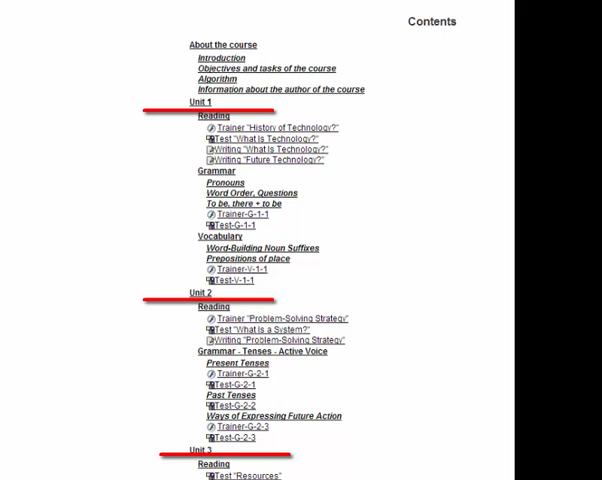 Contents
About the course
Introduction
Objectives and tasks of the course
Algorithm
Information about the author of the course
Unit 1
Reading
Trainer "History of Technology?"
Test "What Is Technology?"
Writing "What Is Technology?"
Writing "Future Technology?"
Grammar
Pronouns
Word Order, Questions
To be, there + to be
Trainer-G-1-1
Test-G-1-1
Vocabulary
Word-Building Noun Suffixes
Prepositions of place
Trainer-V-1-1
Test-V-1-1
Unit 2
Reading
Trainer "Problem-Solving Strategy"
Test "What Is a System?"
Writing "Problem-Solving Strategy"
Grammar - Tenses - Active Voice
Present Tenses
Trainer-G-2-1
Test-G-2-1
Past Tenses
Test-G-2-2
Ways of Expressing Future Action
Trainer-G-2-3
Test-G-2-3
Unit 3
Reading
Test "Resources"